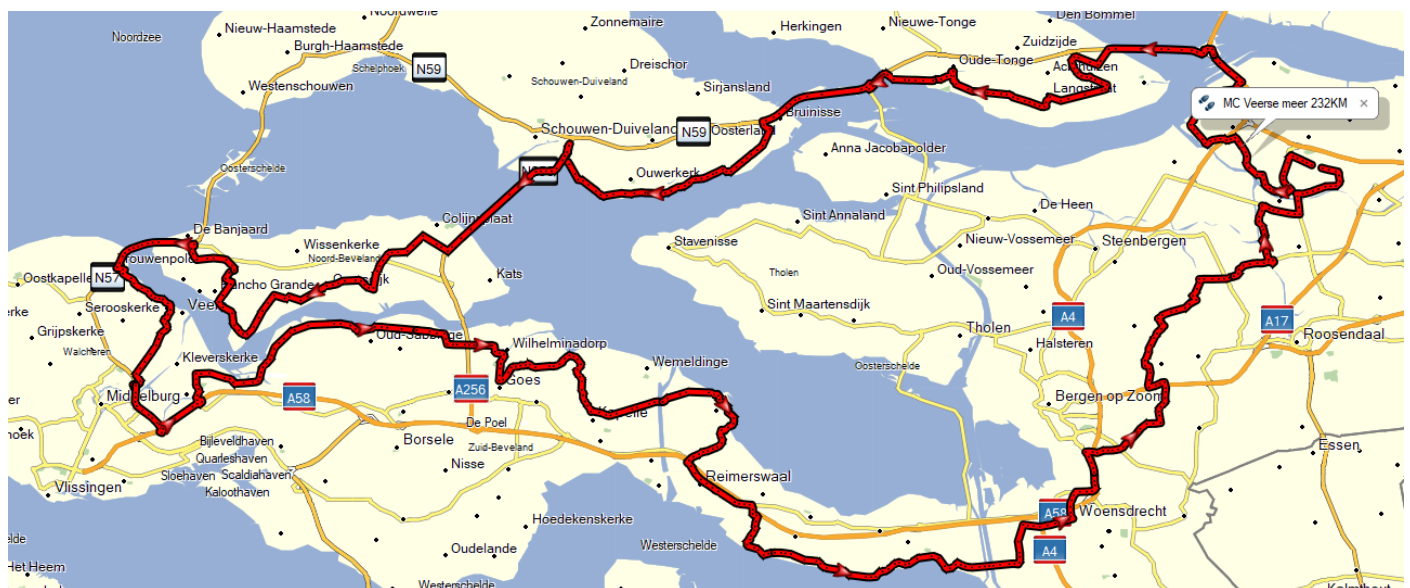 Noordwelle
Nieuw-Haamstede
Noordzee
Burgh-Haamstede
Schelphoek
N59
Westenschouwen
Zonnemaire
Dreischor
Schouwen-Duiveland
Sirjansland
Herkingen
Nieuwe-Tonge
Den Bommel
Zuidzijde
Oude-Tonge
Langstraat
MC Veerse meer 232KM
Bruinisse
Schouwen-Duiveland
N59
Oosterland
Anna Jacobapolder
Ouwerkerk
Oosterschelde
Sint Philipsland
De Heen
Colijnsplaat
Sint Annaland
De Banjaard
Wissenkerke
Noord-Beveland
Stavenisse
Nieuw-Vossemeer
Steenbergen
Oostkapelle
N57
Kats
Tholen
Oud-Vossemeer
Serooskerke
Sint Maartensdijk
Grijpskerke
A4
A17
Tholen
Roosendaal
Walcheren
Kleverskerke
Wilhelminadorp
Halsteren
Wemeldinge
Oosterschelde
A58
A256
Goes
Bergen op Zoom
De Poel
Borsele
Zuid-Beveland
Essen
Bijleveldhaven
Quarleshaven
Sloehaven
Scaldiahaven
Kaloothaven
Nisse
Vlissingen
Reimerswaal
A58
Woensdrecht
Hoedekenskerke
Westerschelde
Oudelande
A4
Het Heem
Westerschelde